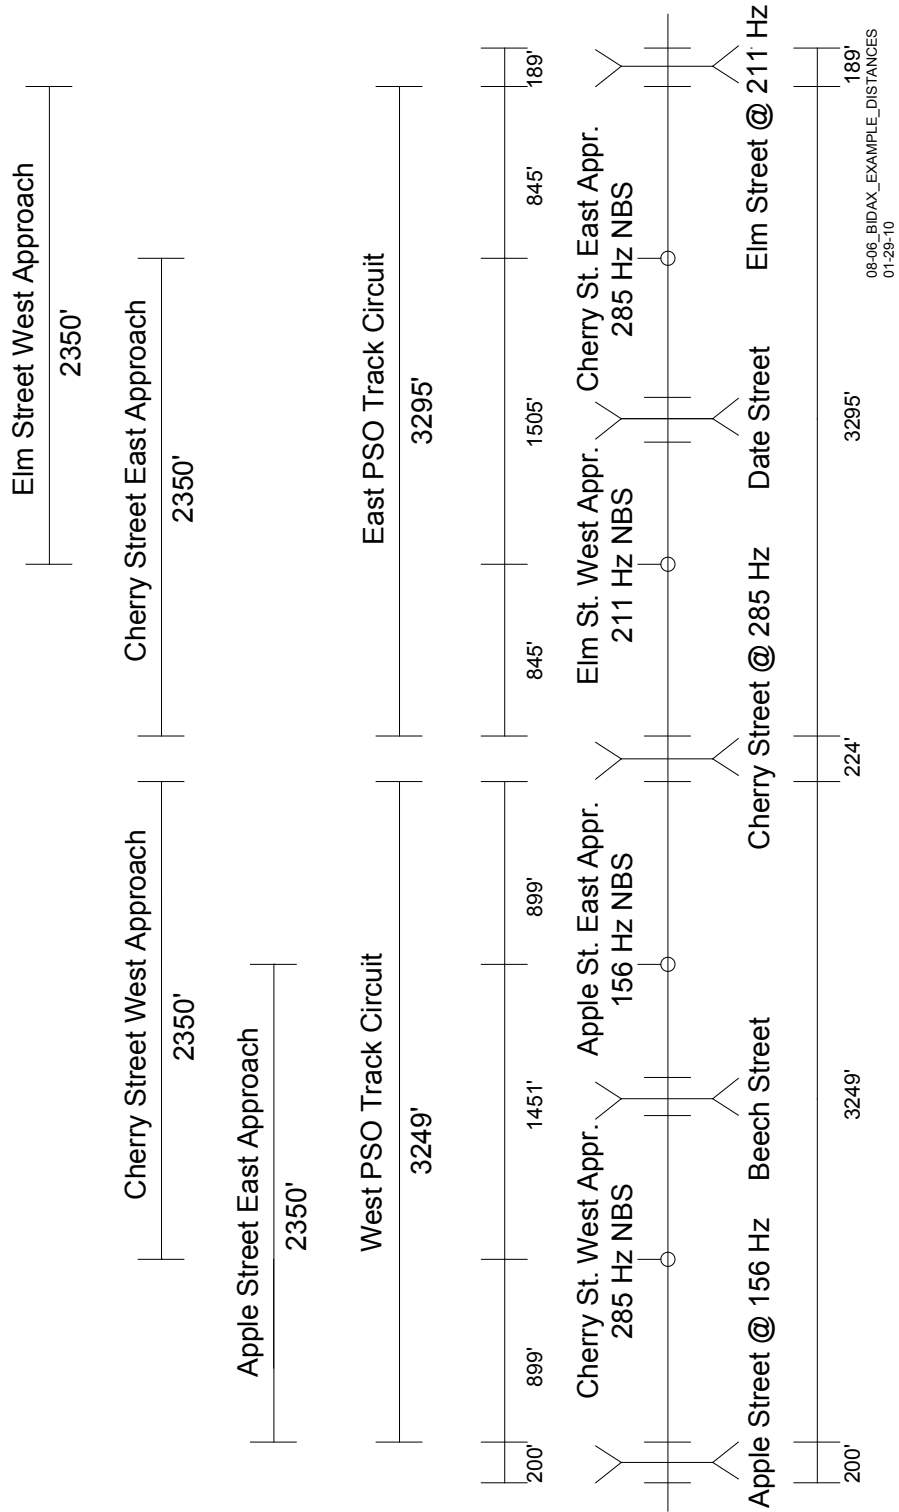 Elm Street West Approach
2350'
Cherry Street West Approach
2350'
Cherry Street East Approach
2350'
Apple Street East Approach
2350'
West PSO Track Circuit
3249'
East PSO Track Circuit
3295'
200'
899'
1451'
899'
845'
1505'
845'
189'
Cherry St. West Appr.
285 Hz NBS
Apple St. East Appr.
156 Hz NBS
Elm St. West Appr.
211 Hz NBS
Cherry St. East Appr.
285 Hz NBS
Apple Street @ 156 Hz
Beech Street
Cherry Street @ 285 Hz
Date Street
Elm Street @ 211 Hz
200'
3249'
224'
3295'
189'
08-06_BIDAX_EXAMPLE_DISTANCES
01-29-10